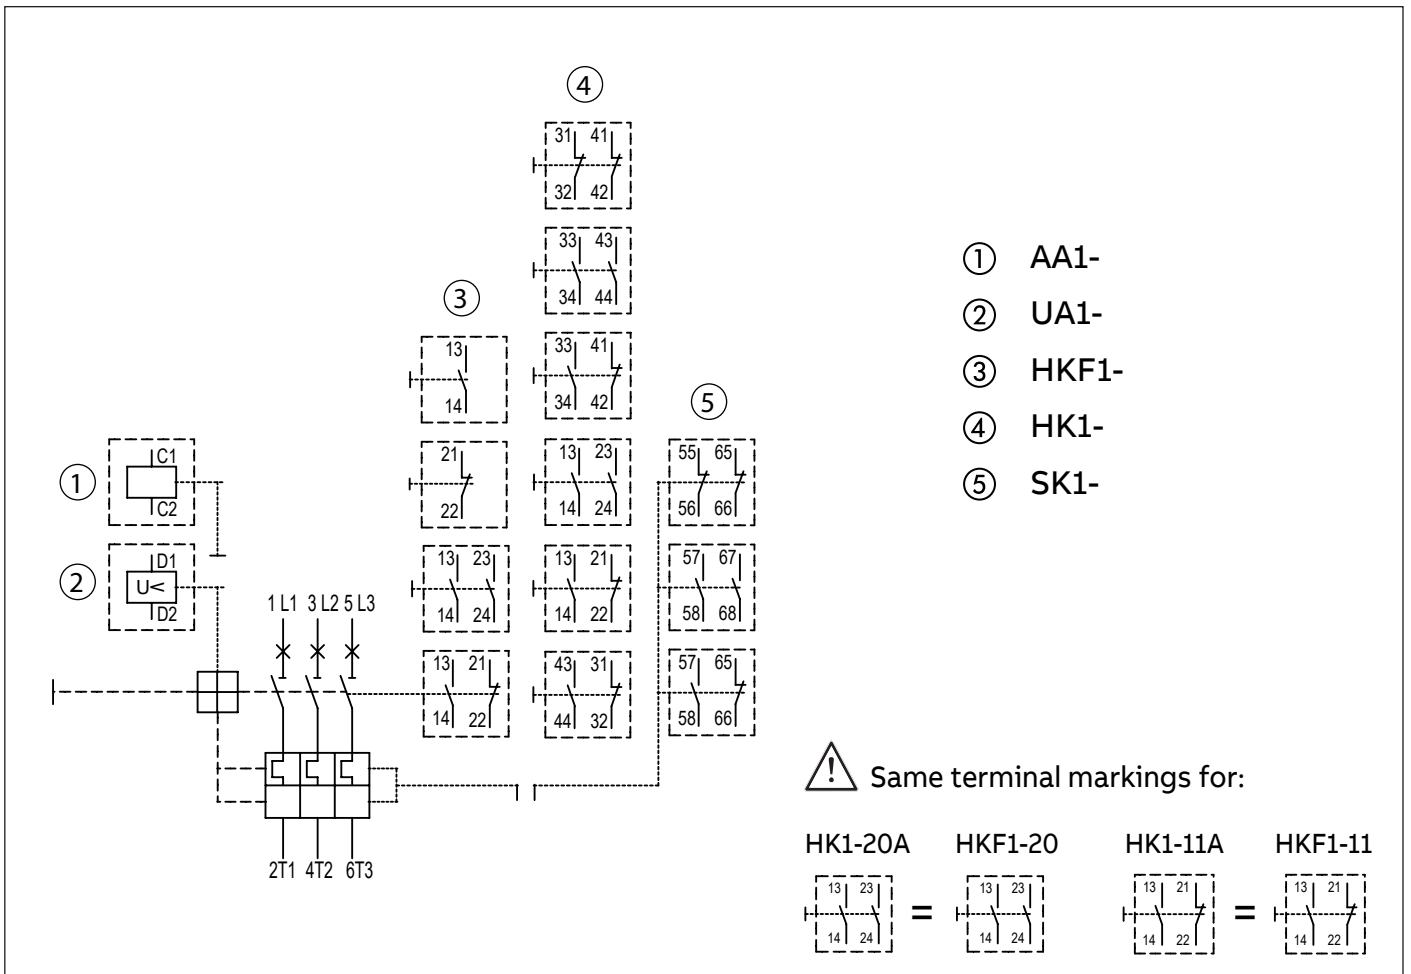 ④
31 41
32 42
33 43
34 44
③
13
14
33 41
34 42
⑤
① C1
C2
21
22
13 23
14 24
55 65
56 66
② D1
U<
D2
13 23
14 24
13 21
14 22
57 67
58 68
1 L1 3 L2 5 L3
13 21
14 22
43 31
44 32
57 65
58 66
2T1 4T2 6T3
① AA1-
② UA1-
③ HKF1-
④ HK1-
⑤ SK1-
! Same terminal markings for:
HK1-20A HKF1-20 HK1-11A HKF1-11
13 23 = 13 23 13 21 = 13 21
14 24 14 24 14 22 14 22